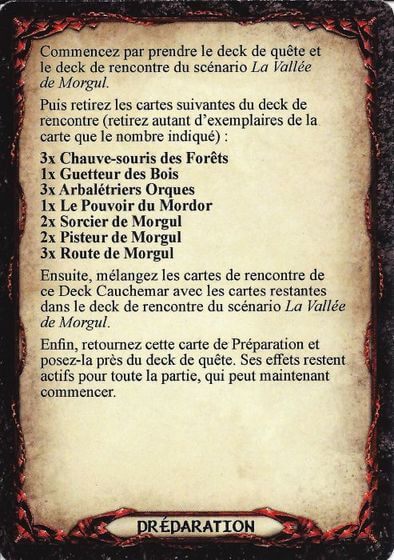 Commencez par prendre le deck de quête et
le deck de rencontre du scénario La Vallée
de Morgul.
Puis retirez les cartes suivantes du deck de
rencontre (retirez autant d'exemplaires de la
carte que le nombre indiqué) :
3x Chauve-souris des Forêts
1x Guetteur des Bois
3x Arbalétriers Orques
1x Le Pouvoir du Mordor
2x Sorcier de Morgul
2x Pisteur de Morgul
3x Route de Morgul
Ensuite, mélangez les cartes de rencontre de
ce Deck Cauchemar avec les cartes restantes
dans le deck de rencontre du scénario La Vallée
de Morgul.
Enfin, retournez cette carte de Préparation et
posez-la près du deck de quête. Ses effets restent
actifs pour toute la partie, qui peut maintenant
commencer.
PRÉPARATION